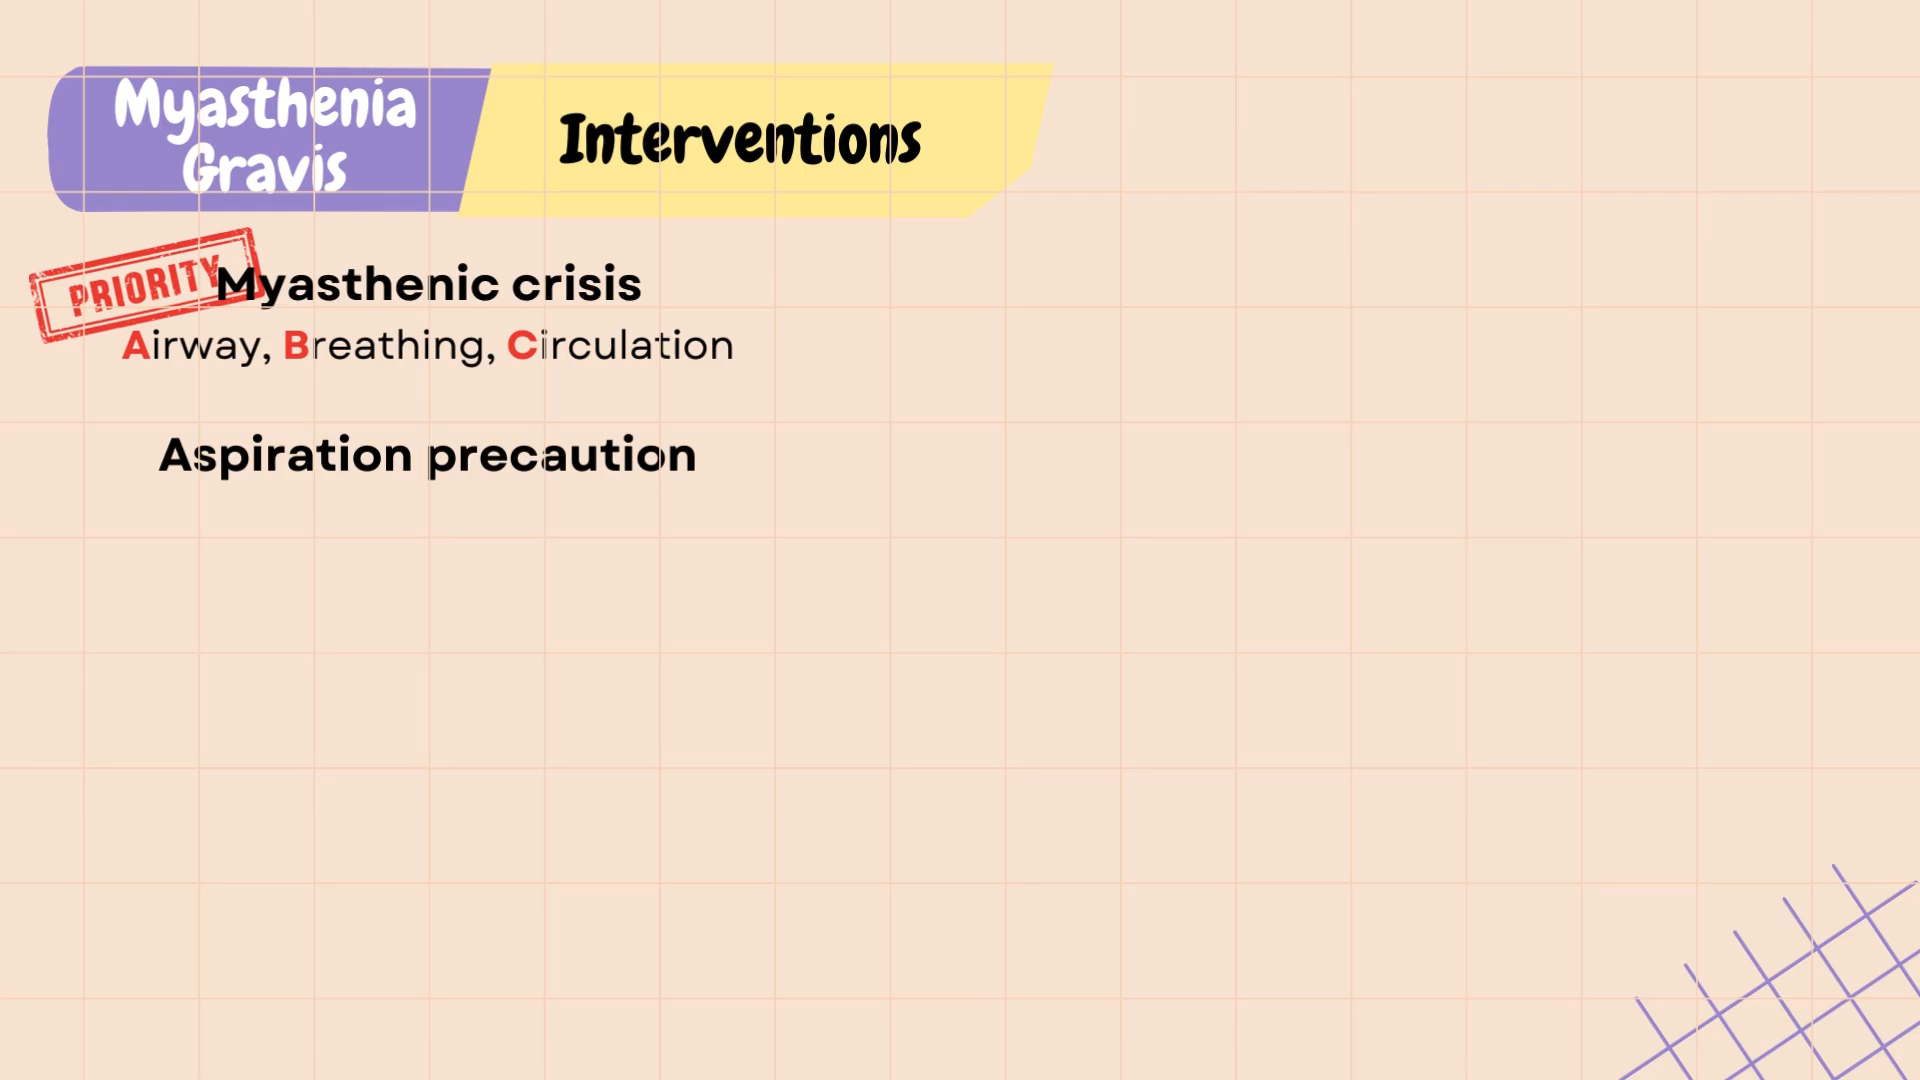 Myasthenia
Gravis
Interventions
PRIORITY
Myasthenic crisis
Airway, Breathing, Circulation
Aspiration precaution